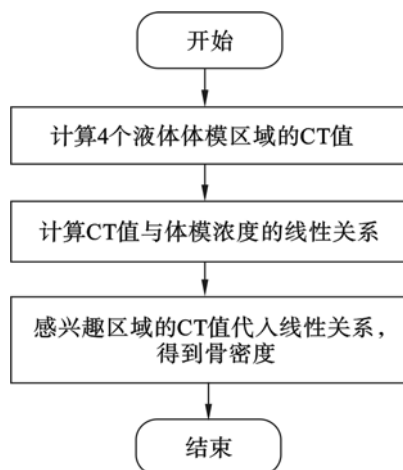 开始
计算4个液体体模区域的CT值
计算CT值与体模浓度的线性关系
感兴趣区域的CT值代入线性关系，
得到骨密度
结束